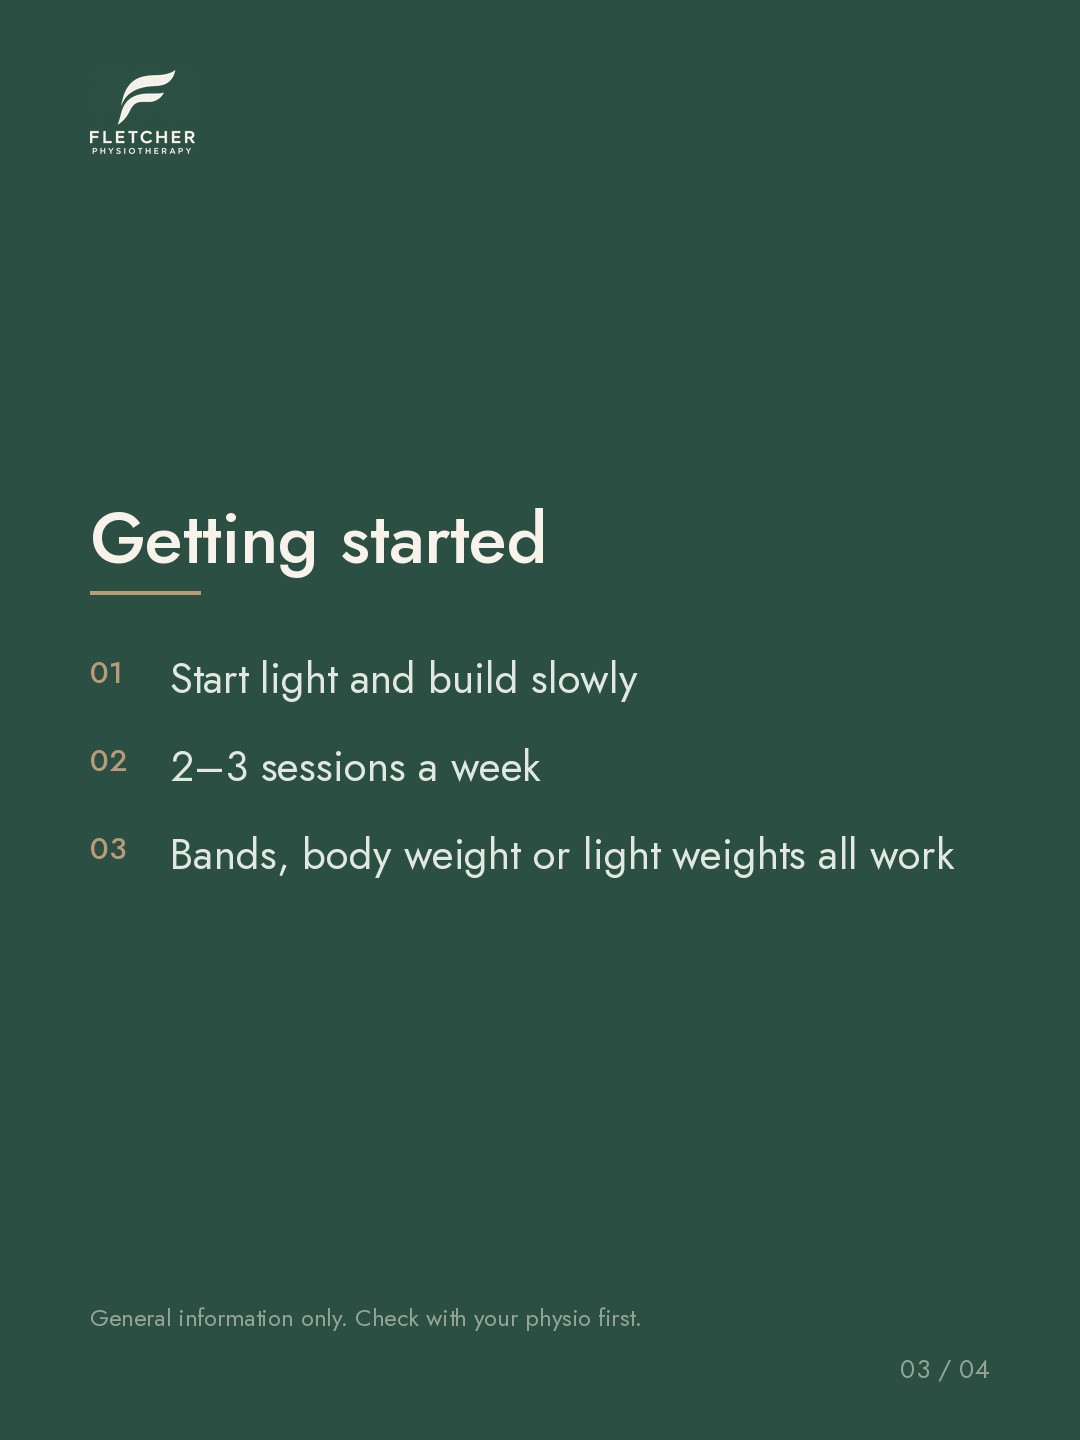 FLETCHER
PHYSIOTHERAPY
Getting started
01 Start light and build slowly
02 2–3 sessions a week
03 Bands, body weight or light weights all work
General information only. Check with your physio first.
03 / 04